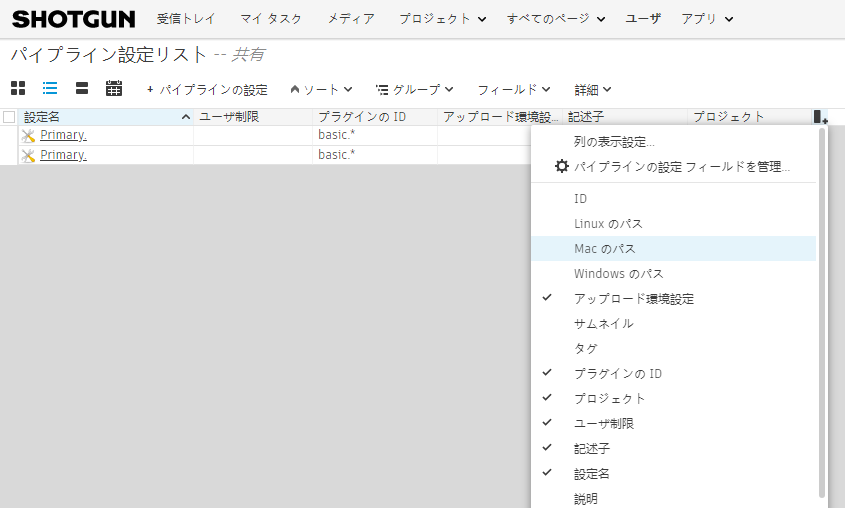 SHOTGUN 受信トレイ マイ タスク メディア プロジェクト すべてのページ ユーザ アプリ
パイプライン設定リスト -- 共有
+ パイプラインの設定 ソート グループ フィールド 詳細
設定名 ユーザ制限 プラグインの ID アップロード環境設... 記述子 プロジェクト
Primary. basic.*
Primary. basic.*
列の表示設定...
パイプラインの設定 フィールドを管理...
ID
Linux のパス
Mac のパス
Windows のパス
アップロード環境設定
サムネイル
タグ
プラグインの ID
プロジェクト
ユーザ制限
記述子
設定名
説明